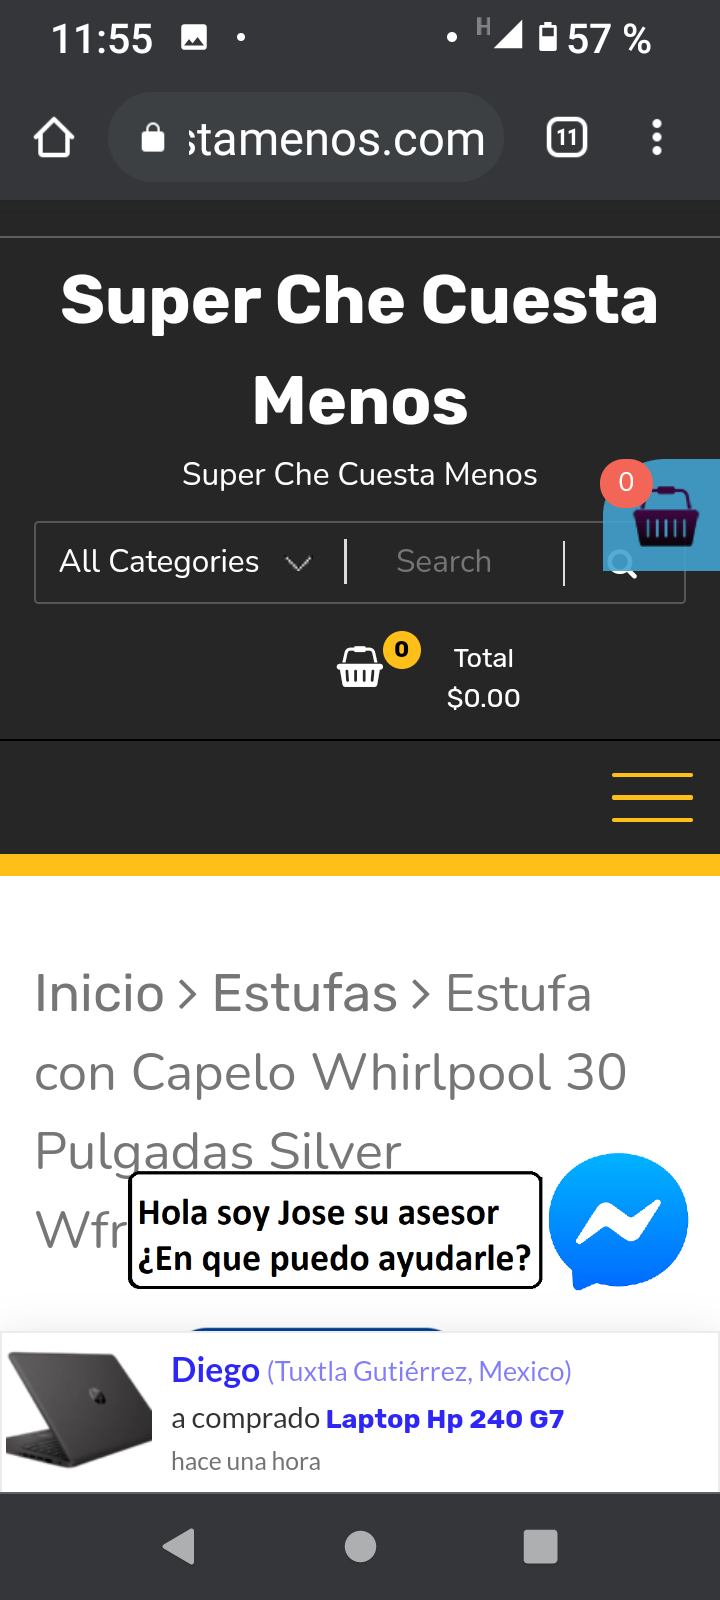 11:55
H
57 %
stamenos.com
11
Super Che Cuesta
Menos
Super Che Cuesta Menos
0
All Categories
Search
0
Total
$0.00
Inicio > Estufas > Estufa
con Capelo Whirlpool 30
Pulgadas Silver
Wfr
Hola soy Jose su asesor
¿En que puedo ayudarle?
Diego (Tuxtla Gutiérrez, Mexico)
a comprado Laptop Hp 240 G7
hace una hora